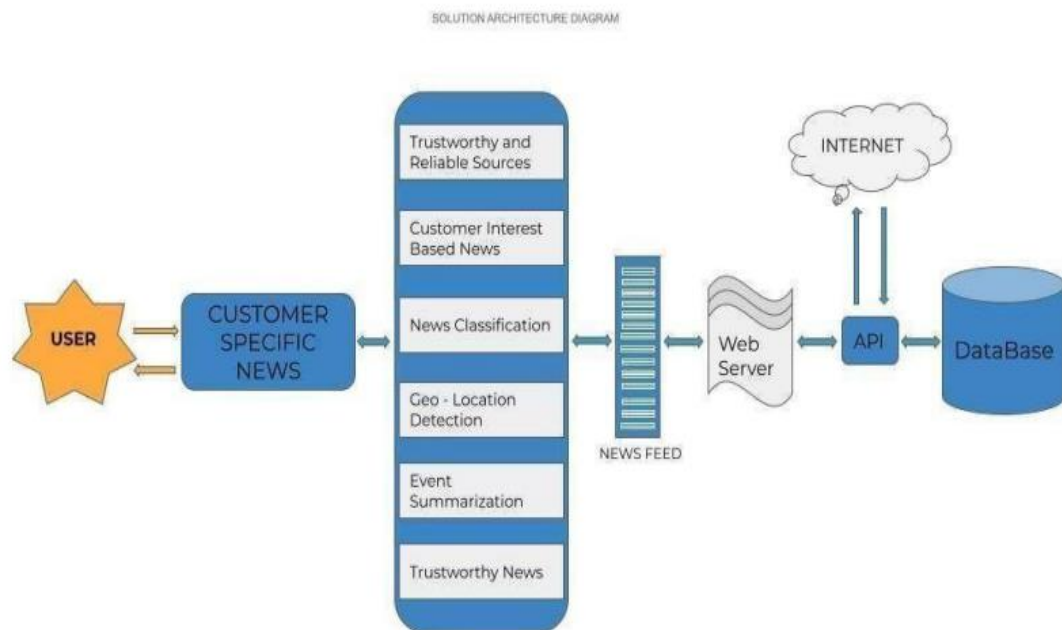 SOLUTION ARCHITECTURE DIAGRAM
USER
CUSTOMER
SPECIFIC
NEWS
Trustworthy and
Reliable Sources
Customer Interest
Based News
News Classification
Geo - Location
Detection
Event
Summarization
Trustworthy News
NEWS FEED
Web
Server
INTERNET
API
DataBase